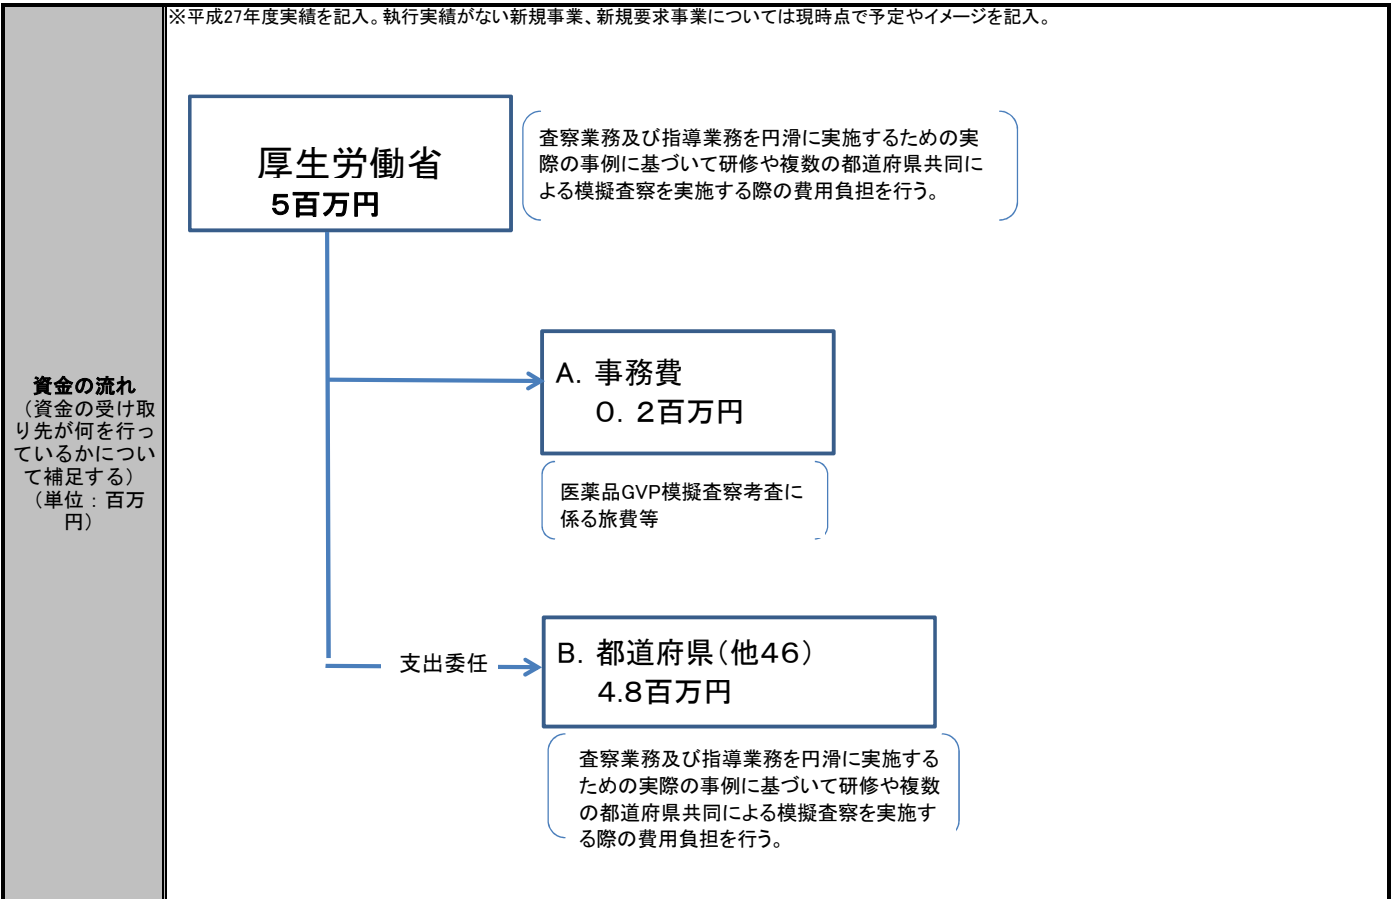 ※平成27年度実績を記入。執行実績がない新規事業、新規要求事業については現時点で予定やイメージを記入。
厚生労働省
5百万円
査察業務及び指導業務を円滑に実施するための実
際の事例に基づいて研修や複数の都道府県共同に
よる模擬査察を実施する際の費用負担を行う。
A. 事務費
0. 2百万円
医薬品GVP模擬査察考査に
係る旅費等
資金の流れ
（資金の受け取
り先が何を行っ
ているかについ
て補足する）
（単位：百万
円）
支出委任
B. 都道府県（他46）
4.8百万円
査察業務及び指導業務を円滑に実施する
ための実際の事例に基づいて研修や複数
の都道府県共同による模擬査察を実施す
る際の費用負担を行う。